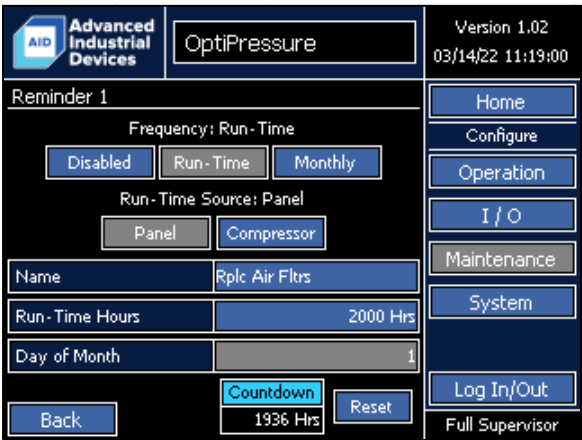 AID
Advanced
Industrial
Devices
OptiPressure
Version 1.02
03/14/22 11:19:00
Reminder 1
Frequency: Run-Time
Disabled Run-Time Monthly
Run-Time Source: Panel
Panel Compressor
Name Rplc Air Fltrs
Run-Time Hours 2000 Hrs
Day of Month 1
Countdown
1936 Hrs
Reset
Back
Home
Configure
Operation
I / O
Maintenance
System
Log In/Out
Full Supervisor